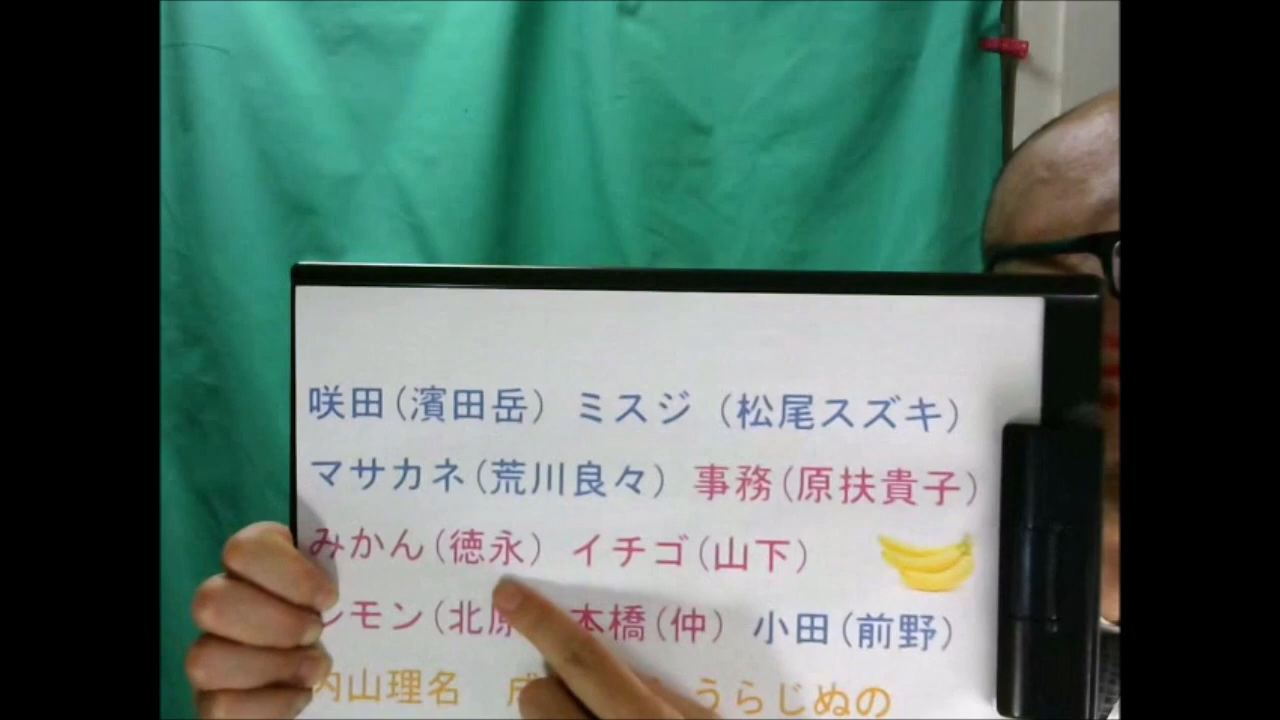 咲田(濱田岳) ミスジ (松尾スズキ)
マサカネ(荒川良々) 事務(原扶貴子)
みかん(徳永) イチゴ(山下)
レモン(北原 本橋(仲) 小田(前野)
内山理名 うらじぬの